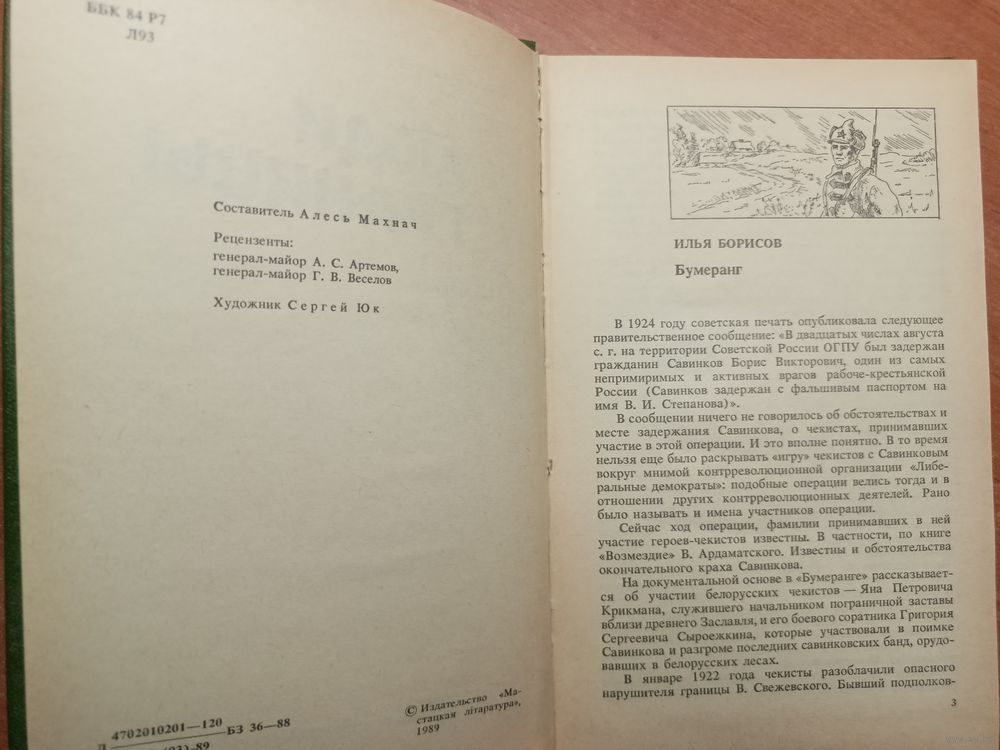 ББК 84 Р7
Л93
Составитель Алесь Махнач
Рецензенты:
генерал-майор А. С. Артемов,
генерал-майор Г. В. Веселов
Художник Сергей Юк
4702010201—120
БЗ 36—88
89
© Издательство «Ма-
стацкая літаратура»,
1989
ИЛЬЯ БОРИСОВ
Бумеранг
В 1924 году советская печать опубликовала следующее
правительственное сообщение: «В двадцатых числах августа
с. г. на территории Советской России ОГПУ был задержан
гражданин Савинков Борис Викторович, один из самых
непримиримых и активных врагов рабоче-крестьянской
России (Савинков задержан с фальшивым паспортом на
имя В. И. Степанова)».
В сообщении ничего не говорилось об обстоятельствах и
месте задержания Савинкова, о чекистах, принимавших
участие в этой операции. И это вполне понятно. В то время
нельзя еще было раскрывать «игру» чекистов с Савинковым
вокруг мнимой контрреволюционной организации «Либе-
ральные демократы»: подобные операции велись тогда и в
отношении других контрреволюционных деятелей. Рано
было называть и имена участников операции.
Сейчас ход операции, фамилии принимавших в ней
участие героев-чекистов известны. В частности, по книге
«Возмездие» В. Ардаматского. Известны и обстоятельства
окончательного краха Савинкова.
На документальной основе в «Бумеранге» рассказывает-
ся об участии белорусских чекистов — Яна Петровича
Крикмана, служившего начальником пограничной заставы
вблизи древнего Заславля, и его боевого соратника Григория
Сергеевича Сыроежкина, которые участвовали в поимке
Савинкова и разгроме последних савинковских банд, орудо-
вавших в белорусских лесах.
В январе 1922 года чекисты разоблачили опасного
нарушителя границы В. Свежевского. Бывший подполков-
3